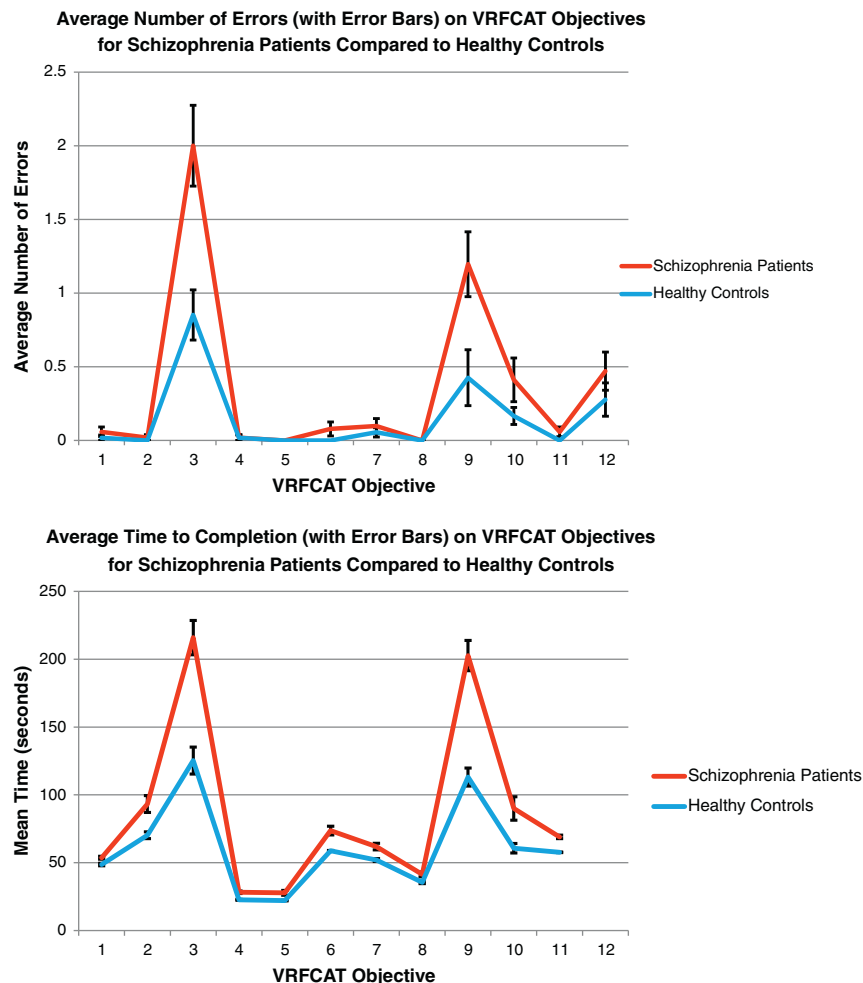 Average Number of Errors (with Error Bars) on VRFCAT Objectives
for Schizophrenia Patients Compared to Healthy Controls
2.5
2
1.5
1
0.5
0
Average Number of Errors
1 2 3 4 5 6 7 8 9 10 11 12
VRFCAT Objective
Schizophrenia Patients
Healthy Controls
Average Time to Completion (with Error Bars) on VRFCAT Objectives
for Schizophrenia Patients Compared to Healthy Controls
250
200
150
100
50
0
Mean Time (seconds)
1 2 3 4 5 6 7 8 9 10 11 12
VRFCAT Objective
Schizophrenia Patients
Healthy Controls